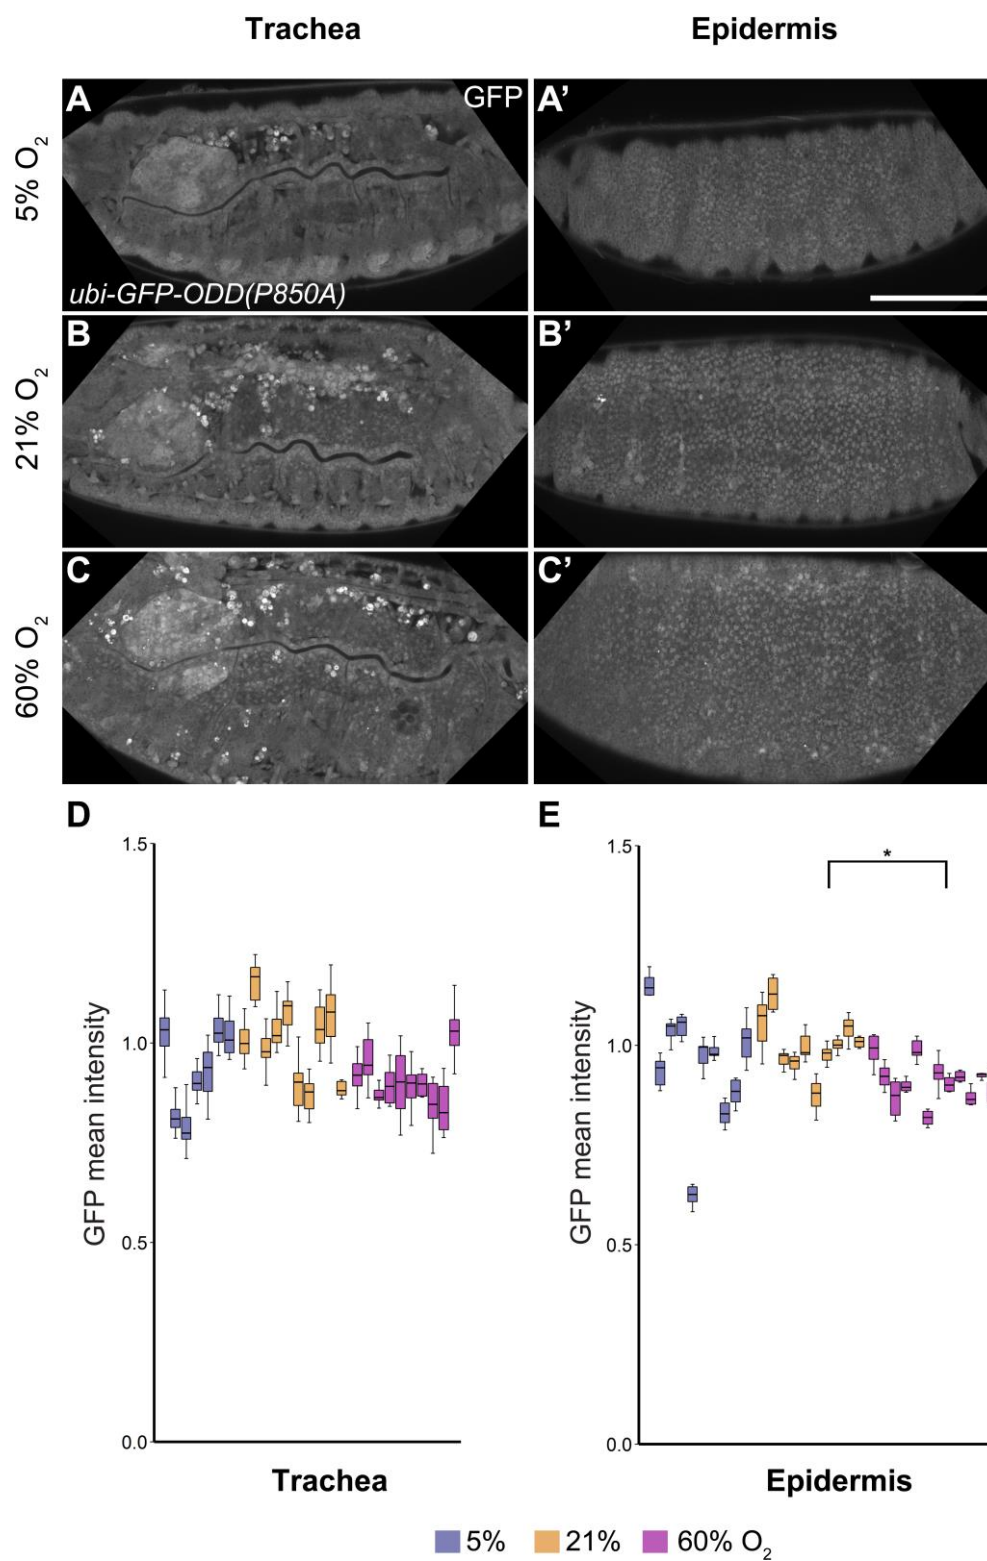 Trachea Epidermis
5% O2
A GFP A’
ubi-GFP-ODD(P850A)
21% O2
B B’
60% O2
C C’
D E
1.5 1.5
*
1.0 1.0
GFP mean intensity GFP mean intensity
0.5 0.5
0.0 0.0
Trachea Epidermis
5% 21% 60% O2